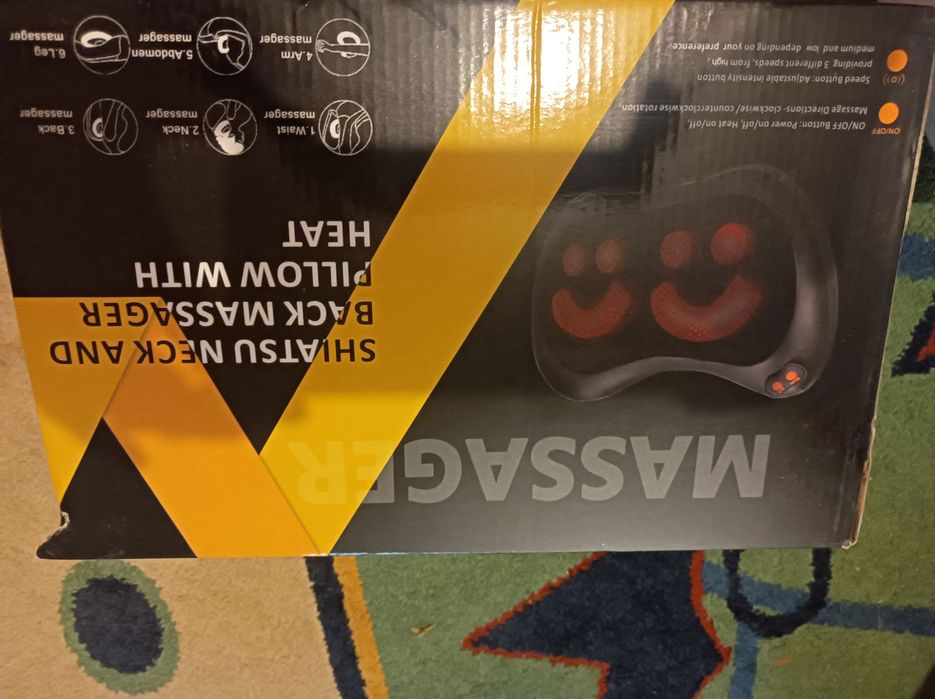 MASSAGER
SHIATSU NECK AND
BACK MASSAGER
PILLOW WITH
HEAT
ON/OFF
ON/OFF Button: Power on/off, Heat on/off,
Massage Directions- clockwise/ counterclockwise rotation
Speed Button: Adjustable intensity button
providing 3 different speeds, from high,
medium and low depending on your preference
1.Waist
massager
2.Neck
massager
3.Back
massager
4.Arm
massager
5.Abdomen
massager
6.Leg
massager